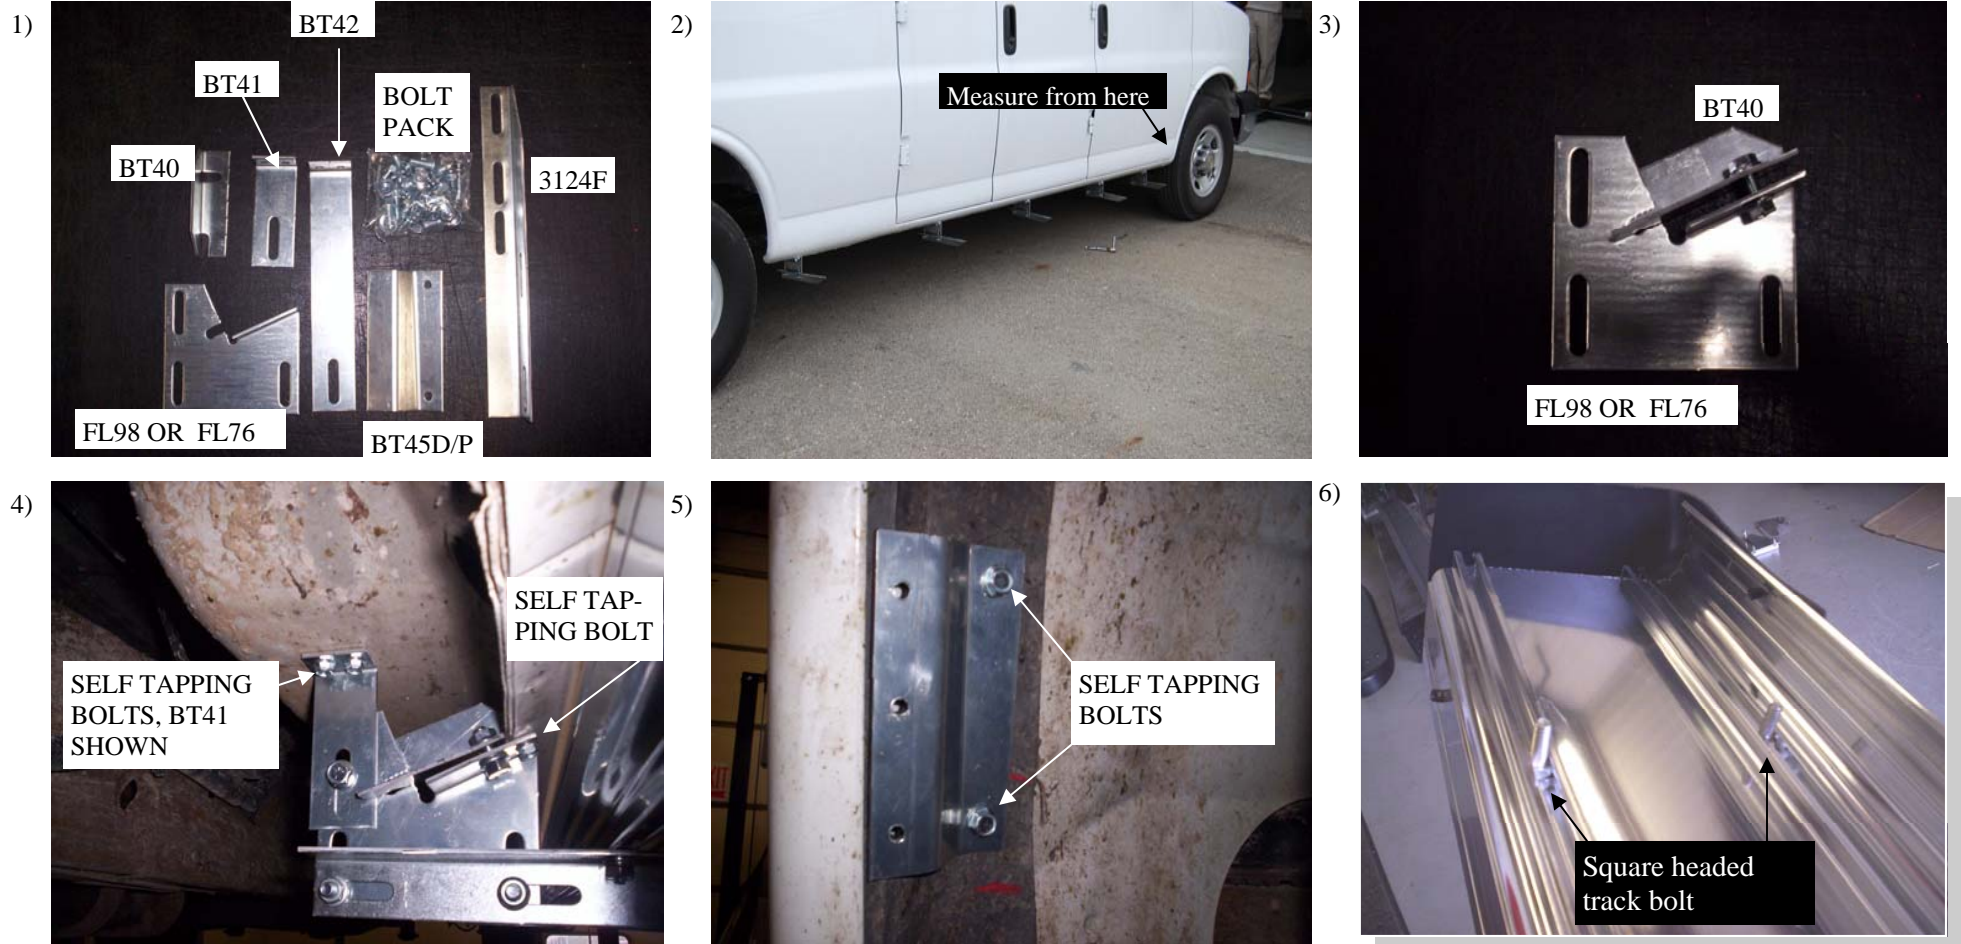 1)
BT42
BT41
BOLT
PACK
BT40
3124F
FL98 OR FL76
BT45D/P
2)
Measure from here
3)
BT40
FL98 OR FL76
4)
SELF TAP-
PING BOLT
SELF TAPPING
BOLTS, BT41
SHOWN
5)
SELF TAPPING
BOLTS
6)
Square headed
track bolt